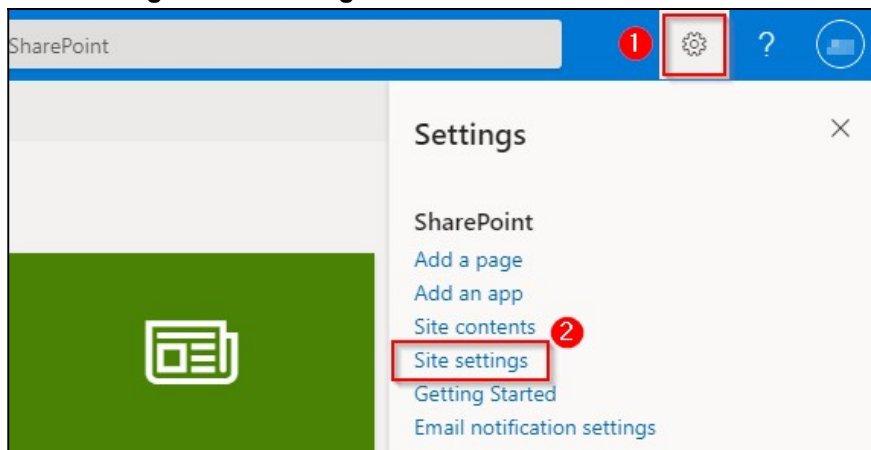 SharePoint
1
?
Settings
SharePoint
Add a page
Add an app
Site contents
2
Site settings
Getting Started
Email notification settings